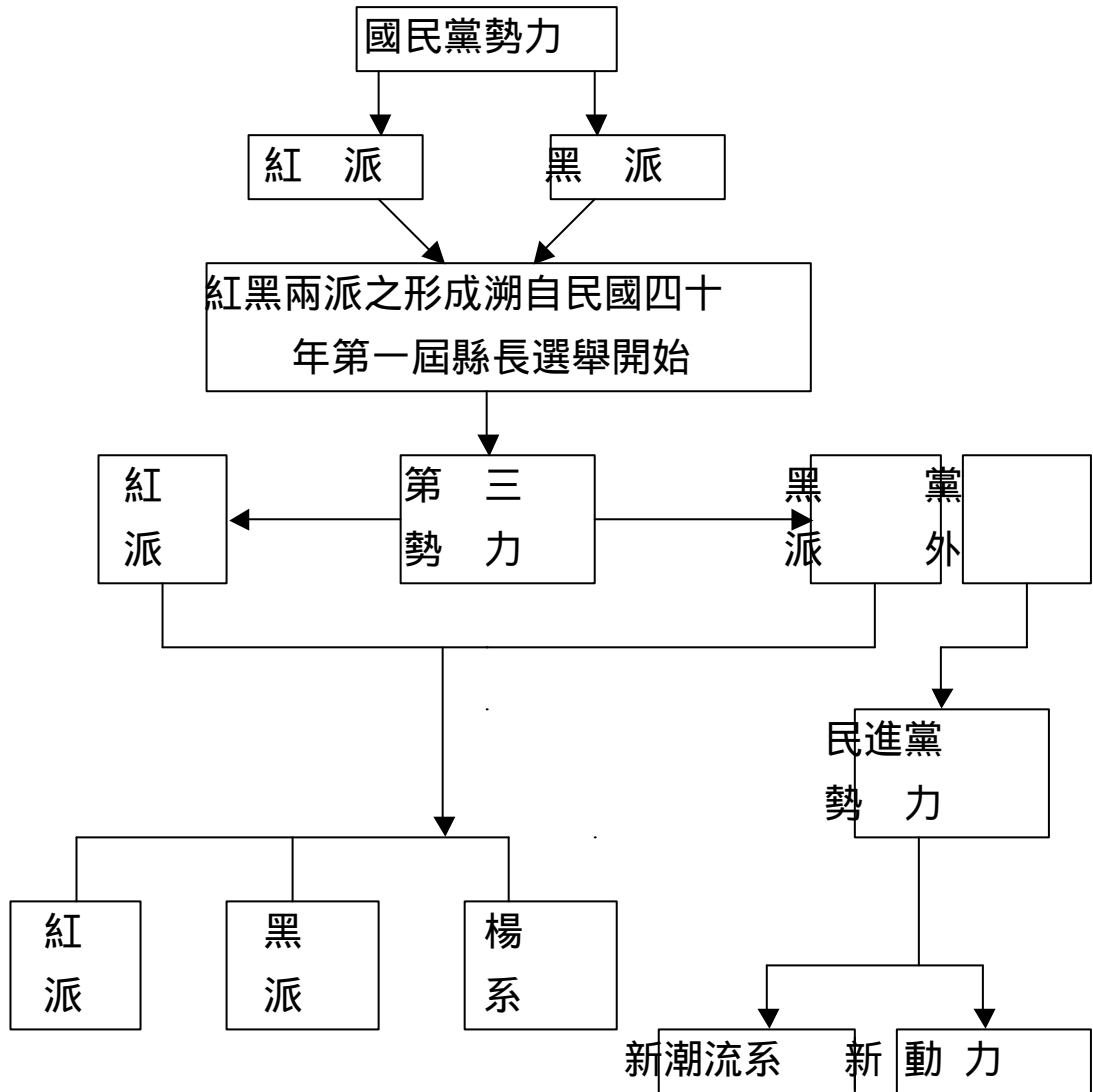 國民黨勢力
紅 派 黑 派
紅黑兩派之形成溯自民國四十
年第一屆縣長選舉開始
紅 第 三 黑 黨
派 勢 力 派 外
民進黨
勢 力
紅 黑 楊
派 派 系
新潮流系 新 動 力